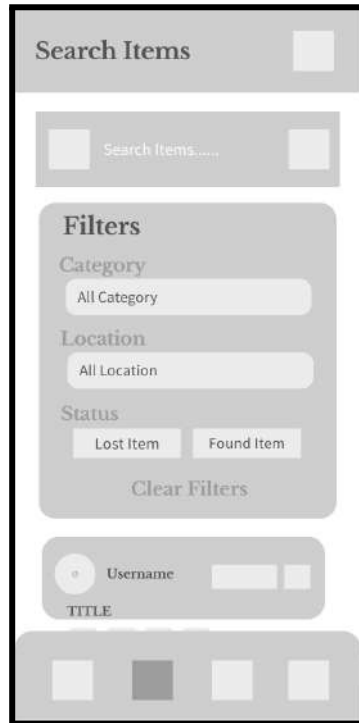 Search Items
Search Items......
Filters
Category
All Category
Location
All Location
Status
Lost Item Found Item
Clear Filters
Username
TITLE